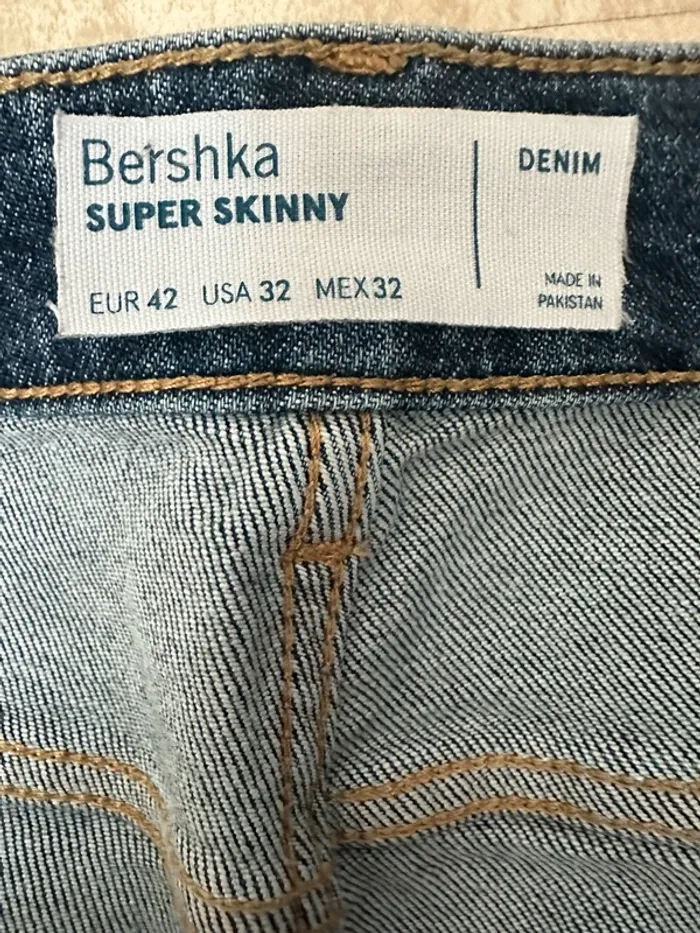 Bershka
SUPER SKINNY
EUR 42 USA 32 MEX 32
DENIM
MADE IN
PAKISTAN